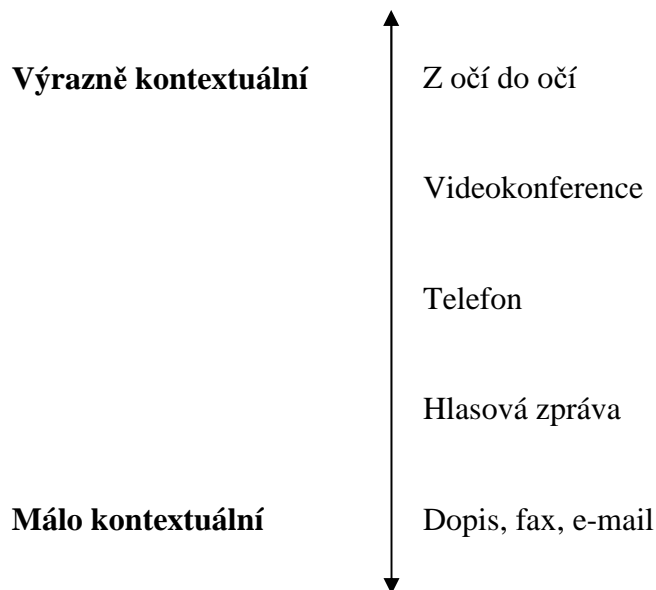 Výrazně kontextuální Z očí do očí
Videokonference
Telefon
Hlasová zpráva
Málo kontextuální Dopis, fax, e-mail